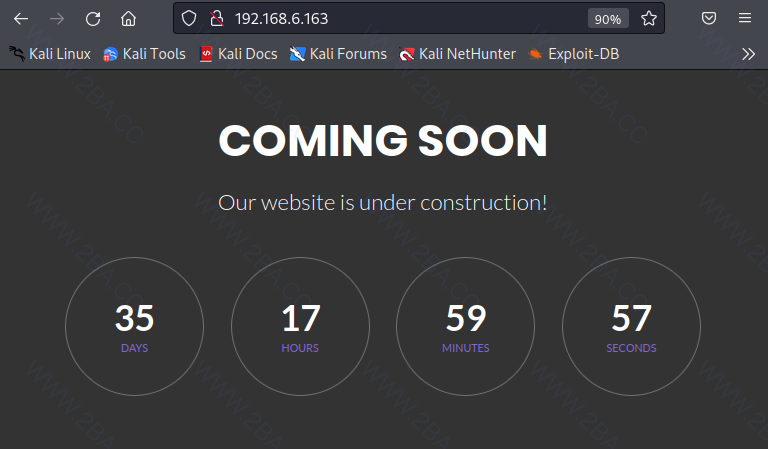 192.168.6.163
90%
Kali Linux Kali Tools Kali Docs Kali Forums Kali NetHunter Exploit-DB
COMING SOON
Our website is under construction!
35 17 59 57
DAYS HOURS MINUTES SECONDS
WWW.2BA.CC